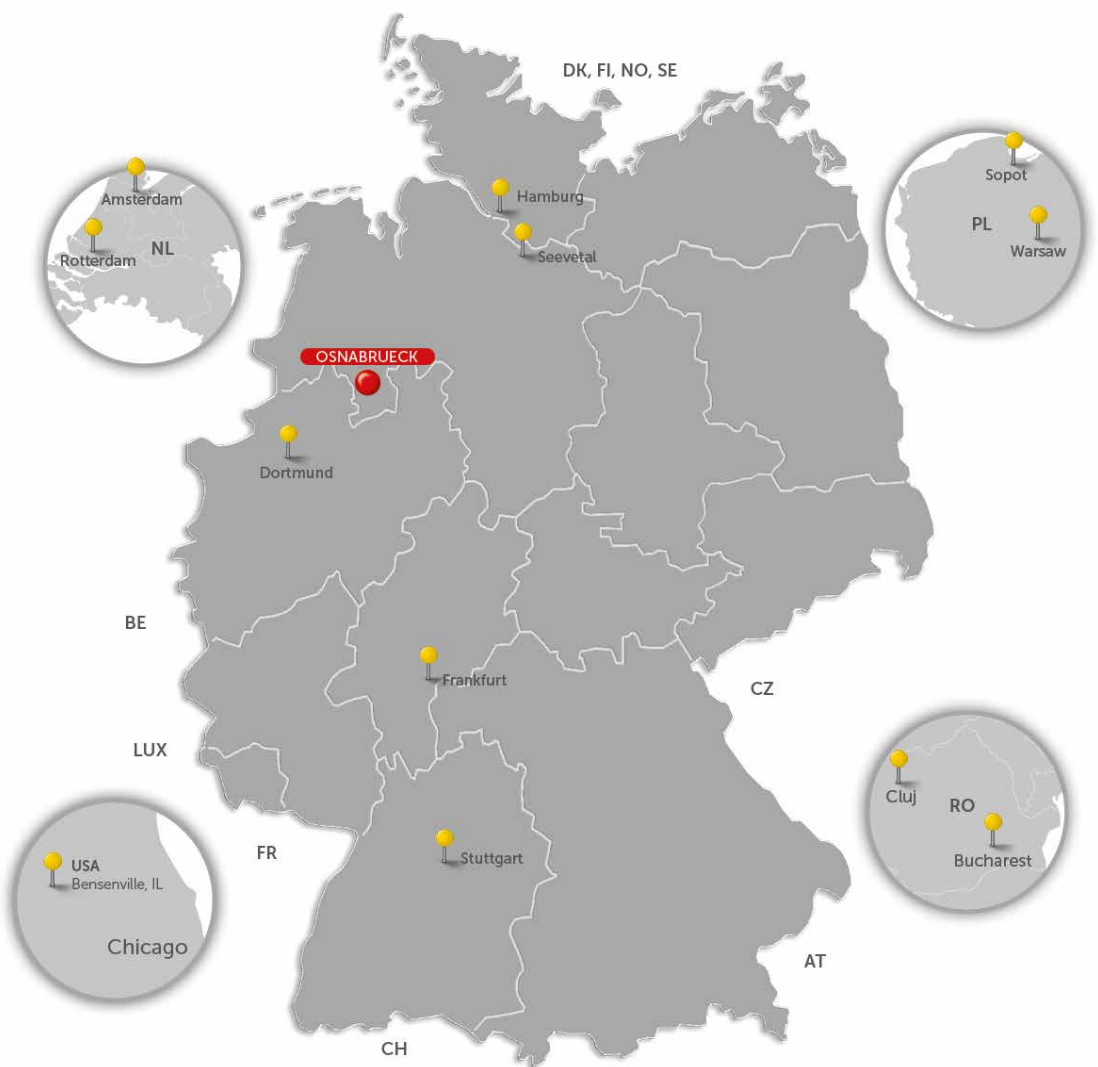 DK, FI, NO, SE
Amsterdam
NL
Rotterdam
Hamburg
Seevetal
Sopot
PL
Warsaw
OSNABRUECK
Dortmund
BE
Frankfurt
CZ
LUX
FR
Stuttgart
Cluj
RO
Bucharest
USA
Bensenville, IL
Chicago
AT
CH